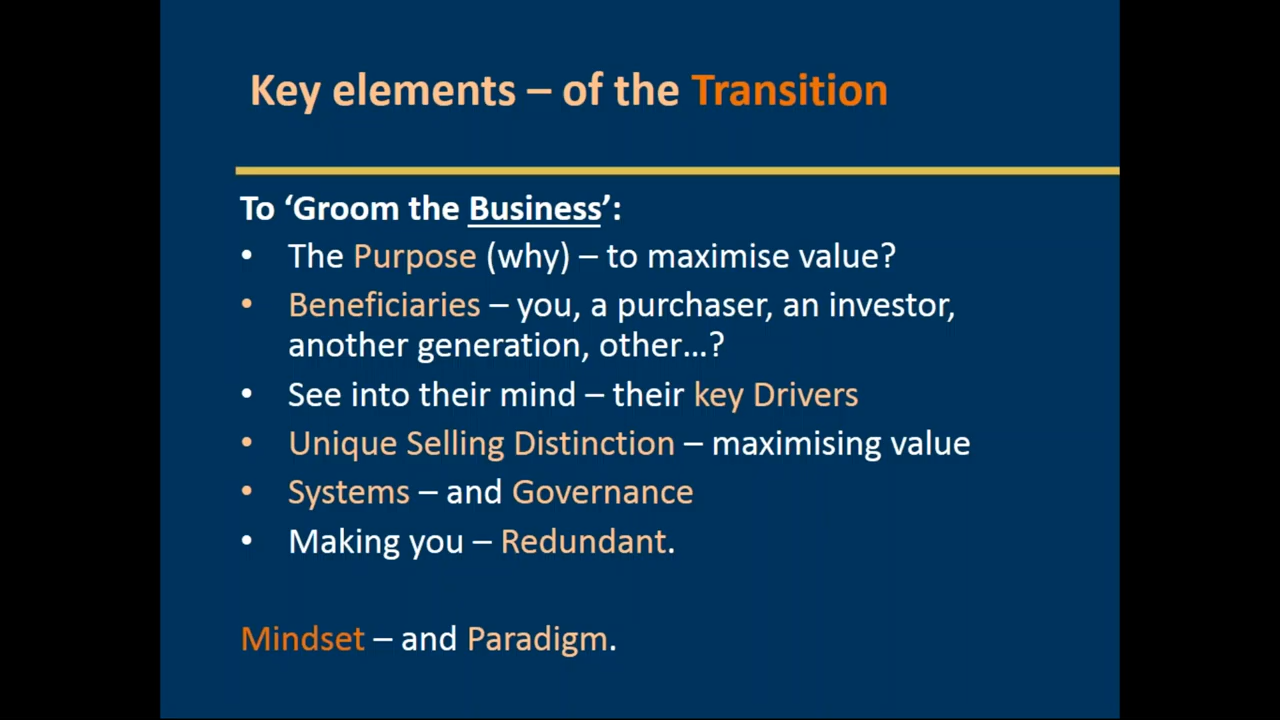 Key elements – of the Transition
To ‘Groom the Business’:
• The Purpose (why) – to maximise value?
• Beneficiaries – you, a purchaser, an investor,
another generation, other…?
• See into their mind – their key Drivers
• Unique Selling Distinction – maximising value
• Systems – and Governance
• Making you – Redundant.
Mindset – and Paradigm.